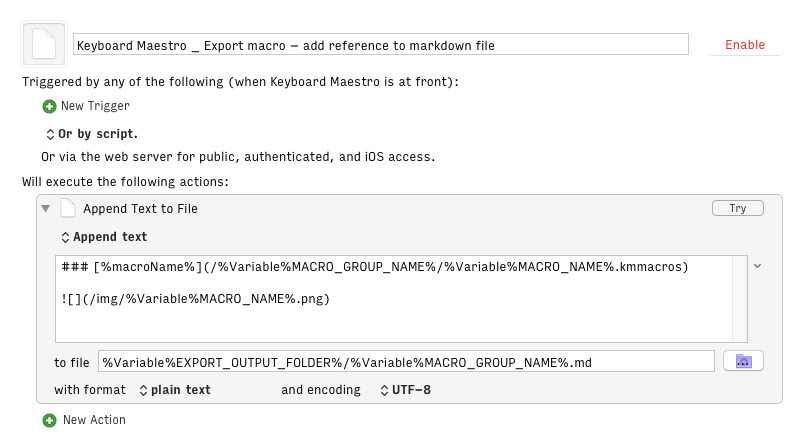 Keyboard Maestro _ Export macro — add reference to markdown file
Enable
Triggered by any of the following (when Keyboard Maestro is at front):
New Trigger
Or by script.
Or via the web server for public, authenticated, and iOS access.
Will execute the following actions:
Append Text to File
Try
Append text
### [%macroName%](/%Variable%MACRO_GROUP_NAME%/%Variable%MACRO_NAME%.kmmacros)
![](/img/%Variable%MACRO_NAME%.png)
to file %Variable%EXPORT_OUTPUT_FOLDER%/%Variable%MACRO_GROUP_NAME%.md
with format plain text and encoding UTF-8
New Action